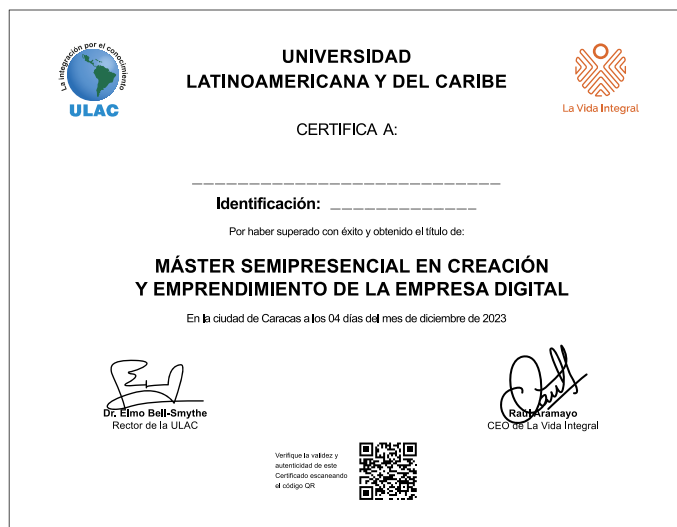 La integración por el conocimiento
ULAC
UNIVERSIDAD
LATINOAMERICANA Y DEL CARIBE
La Vida Integral
CERTIFICA A:
____________________________
Identificación: _____________
Por haber superado con éxito y obtenido el título de:
MÁSTER SEMIPRESENCIAL EN CREACIÓN
Y EMPRENDIMIENTO DE LA EMPRESA DIGITAL
En la ciudad de Caracas a los 04 días del mes de diciembre de 2023
Dr. Elmo Bell-Smythe
Rector de la ULAC
Raúl Aramayo
CEO de La Vida Integral
Verifique la validez y
autenticidad de este
Certificado escaneando
el código QR